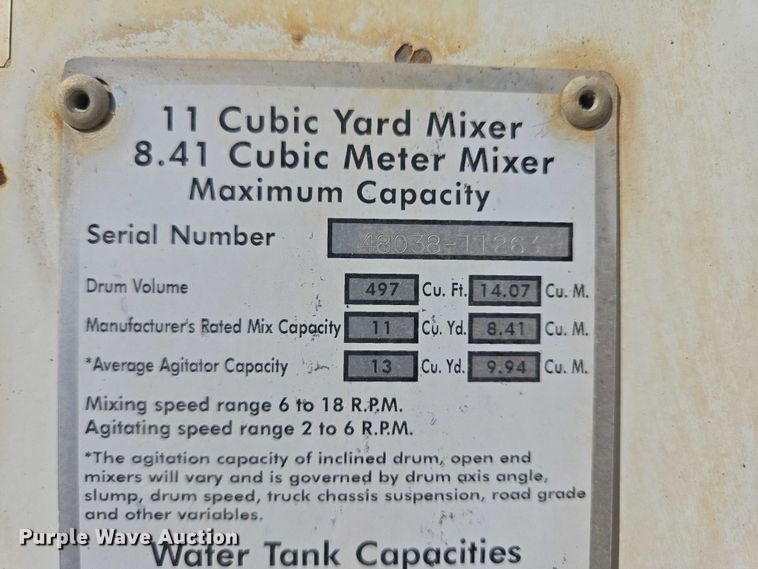 11 Cubic Yard Mixer
8.41 Cubic Meter Mixer
Maximum Capacity
Serial Number 48038-11263
Drum Volume 497 Cu. Ft. 14.07 Cu. M.
Manufacturer's Rated Mix Capacity 11 Cu. Yd. 8.41 Cu. M.
*Average Agitator Capacity 13 Cu. Yd. 9.94 Cu. M.
Mixing speed range 6 to 18 R.P.M.
Agitating speed range 2 to 6 R.P.M.
*The agitation capacity of inclined drum, open end
mixers will vary and is governed by drum axis angle,
slump, drum speed, truck chassis suspension, road grade
and other variables.
Purple Wave Auction
Water Tank Capacities